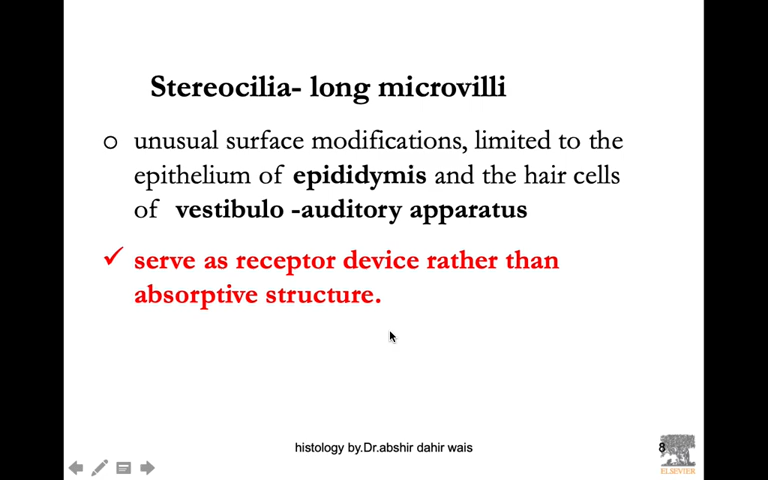 Stereocilia- long microvilli
o unusual surface modifications, limited to the
epithelium of epididymis and the hair cells
of vestibulo -auditory apparatus
✓ serve as receptor device rather than
absorptive structure.
histology by.Dr.abshir dahir wais
8
ELSEVIER